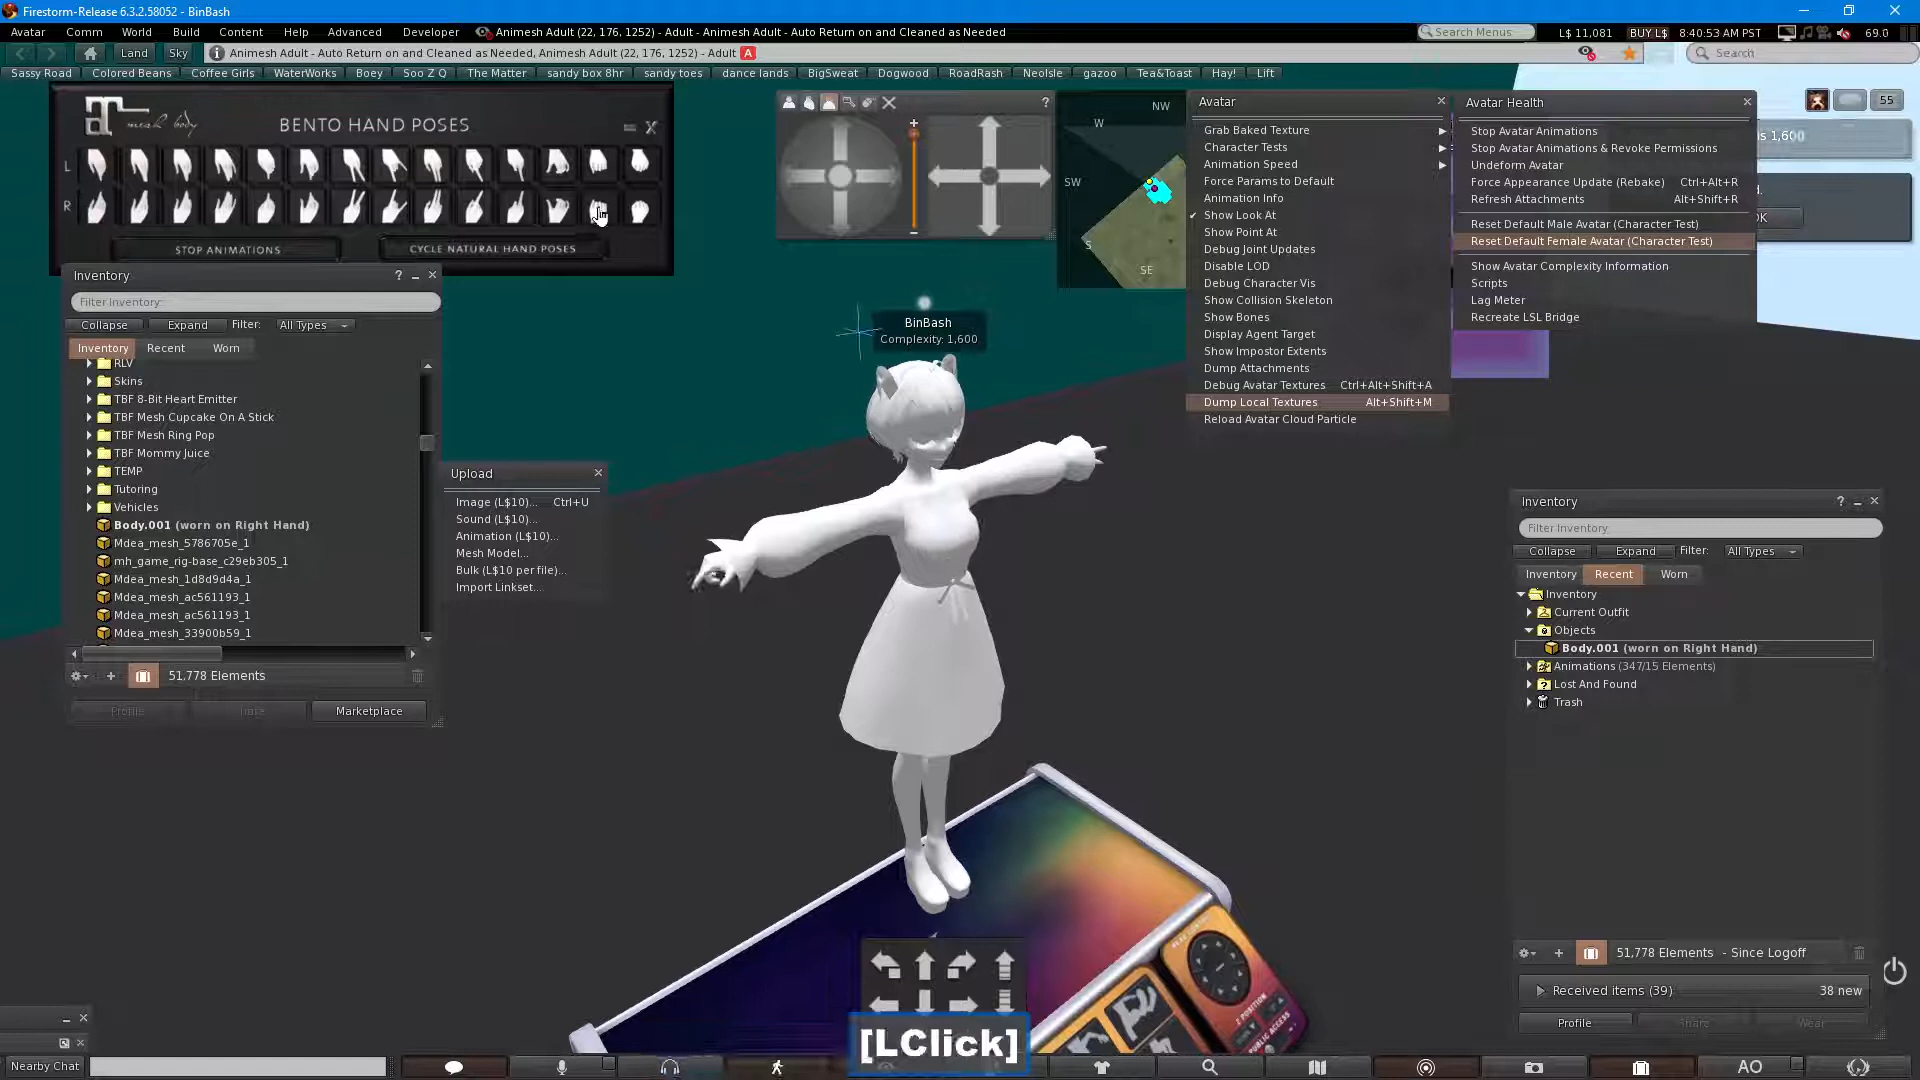 Firestorm-Release 6.3.2.58052 - BinBash
Avatar Comm World Build Content Help Advanced Developer Animesh Adult (22, 176, 1252) - Adult - Animesh Adult - Auto Return on and Cleaned as Needed Search Menus L$ 11,081 BUY L$ 8:40:53 AM PST 69.0
Land Sky Animesh Adult - Auto Return on and Cleaned as Needed, Animesh Adult (22, 176, 1252) - Adult A Search
Sassy Road Colored Beans Coffee Girls WaterWorks Boey Soo Z Q The Matter sandy box 8hr sandy toes dance lands BigSweat Dogwood RoadRash NeoIsle gazoo Tea&Toast Hay! Lift
mesh body BENTO HAND POSES
L
R
STOP ANIMATIONS CYCLE NATURAL HAND POSES
+
-
?
NW
W
SW
S
SE
Avatar
Grab Baked Texture
Character Tests
Animation Speed
Force Params to Default
Animation Info
Show Look At
Show Point At
Debug Joint Updates
Disable LOD
Debug Character Vis
Show Collision Skeleton
Show Bones
Display Agent Target
Show Impostor Extents
Dump Attachments
Debug Avatar Textures Ctrl+Alt+Shift+A
Dump Local Textures Alt+Shift+M
Reload Avatar Cloud Particle
Avatar Health
Stop Avatar Animations
Stop Avatar Animations & Revoke Permissions
Undeform Avatar
Force Appearance Update (Rebake) Ctrl+Alt+R
Refresh Attachments Alt+Shift+R
Reset Default Male Avatar (Character Test)
Reset Default Female Avatar (Character Test)
Show Avatar Complexity Information
Scripts
Lag Meter
Recreate LSL Bridge
55
is 1,600
d.
OK
Inventory ?
Filter Inventory
Collapse Expand Filter: All Types
Inventory Recent Worn
RLV
Skins
TBF 8-Bit Heart Emitter
TBF Mesh Cupcake On A Stick
TBF Mesh Ring Pop
TBF Mommy Juice
TEMP
Tutoring
Vehicles
Body.001 (worn on Right Hand)
Mdea_mesh_5786705e_1
mh_game_rig-base_c29eb305_1
Mdea_mesh_1d8d9d4a_1
Mdea_mesh_ac561193_1
Mdea_mesh_ac561193_1
Mdea_mesh_33900b59_1
51,778 Elements
Profile Share Marketplace
Upload
Image (L$10)... Ctrl+U
Sound (L$10)...
Animation (L$10)...
Mesh Model...
Bulk (L$10 per file)...
Import Linkset...
BinBash
Complexity: 1,600
Inventory ?
Filter Inventory
Collapse Expand Filter: All Types
Inventory Recent Worn
Inventory
Current Outfit
Objects
Body.001 (worn on Right Hand)
Animations (347/15 Elements)
Lost And Found
Trash
51,778 Elements - Since Logoff
Received items (39) 38 new
Profile Share Wear
Z POSITION
PUBLIC ACCESS
[LClick]
Nearby Chat
AO